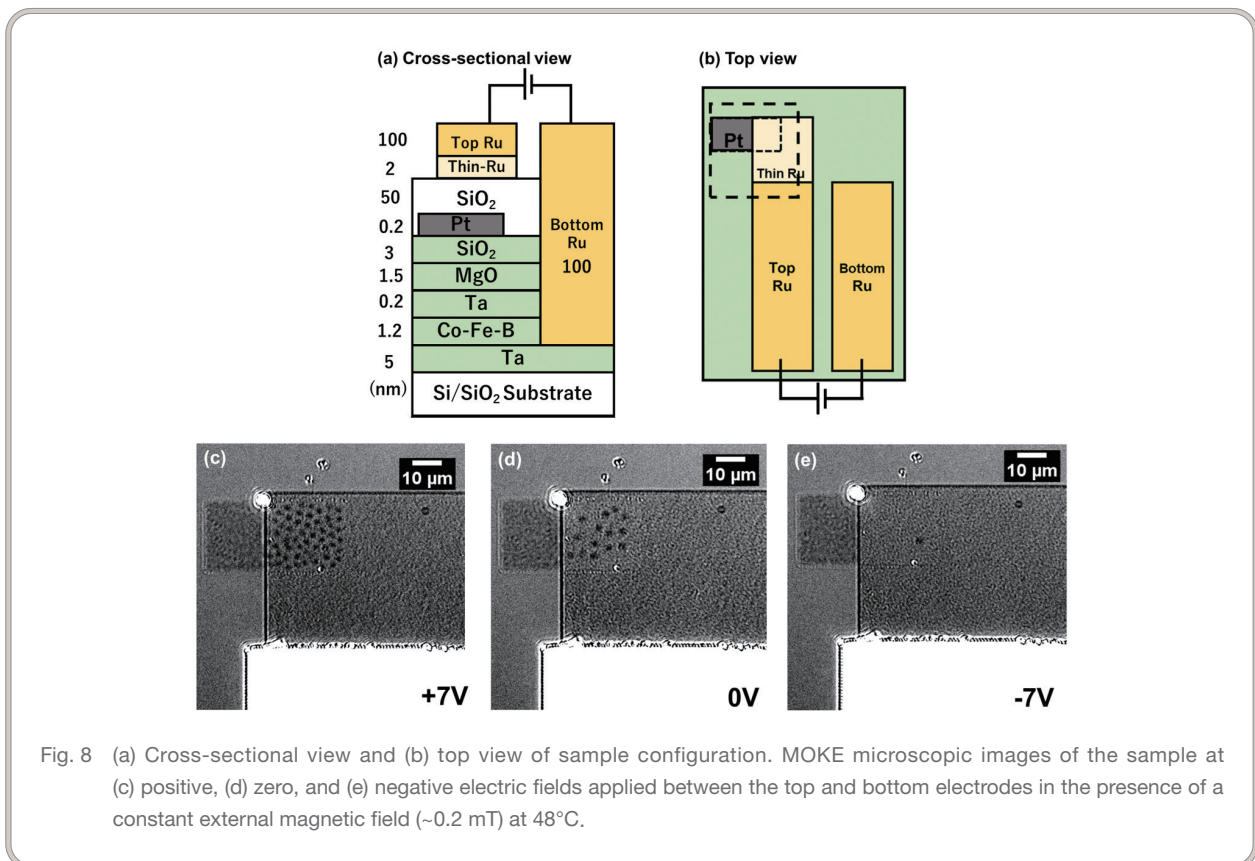 (a) Cross-sectional view
(b) Top view
100
2
50
0.2
3
1.5
0.2
1.2
5
(nm)
Top Ru
Thin-Ru
SiO₂
Pt
SiO₂
MgO
Ta
Co-Fe-B
Ta
Si/SiO₂ Substrate
Bottom
Ru
100
Pt
Thin Ru
Top
Ru
Bottom
Ru
(c)
10 µm
+7V
(d)
10 µm
0V
(e)
10 µm
-7V
Fig. 8 (a) Cross-sectional view and (b) top view of sample configuration. MOKE microscopic images of the sample at
(c) positive, (d) zero, and (e) negative electric fields applied between the top and bottom electrodes in the presence of a
constant external magnetic field (~0.2 mT) at 48°C.